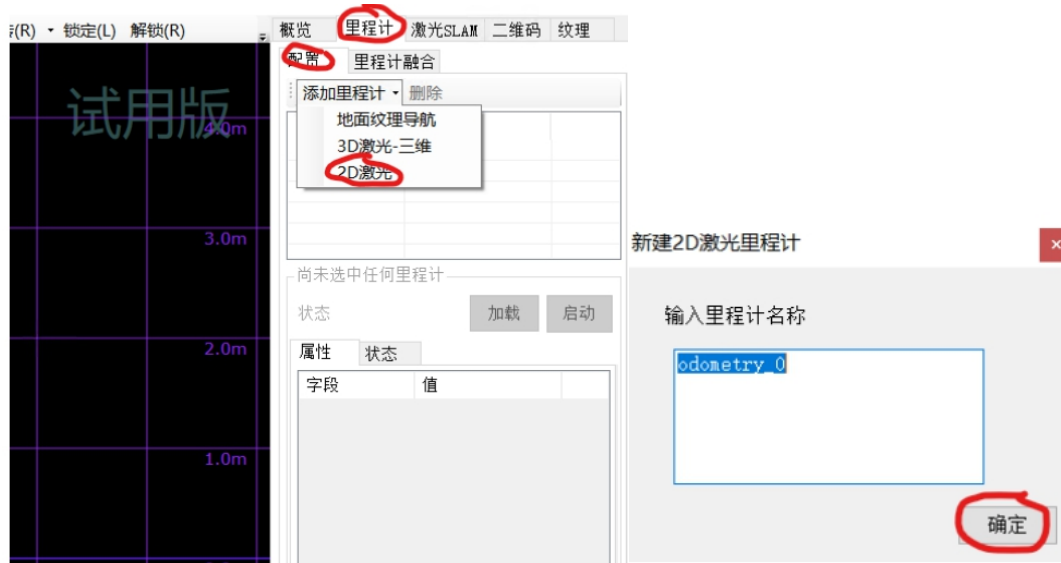 (R) 锁定(L) 解锁(R)
概览 里程计 激光SLAM 二维码 纹理
配置 里程计融合
添加里程计 删除
地面纹理导航
3D激光-三维
2D激光
试用版
4.0m
3.0m
2.0m
1.0m
尚未选中任何里程计
状态 加载 启动
属性 状态
字段 值
新建2D激光里程计
输入里程计名称
odometry_0
确定